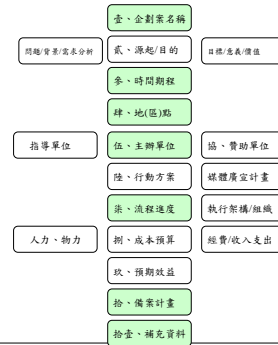 壹、企劃案名稱
問題/背景/需求分析
貳、源起/目的
目標/意義/價值
參、時間期程
肆、地(區)點
指導單位
伍、主辦單位
協、贊助單位
陸、行動方案
媒體廣宣計畫
柒、流程進度
執行架構/組織
人力、物力
捌、成本預算
經費/收入支出
玖、預期效益
拾、備案計畫
拾壹、補充資料